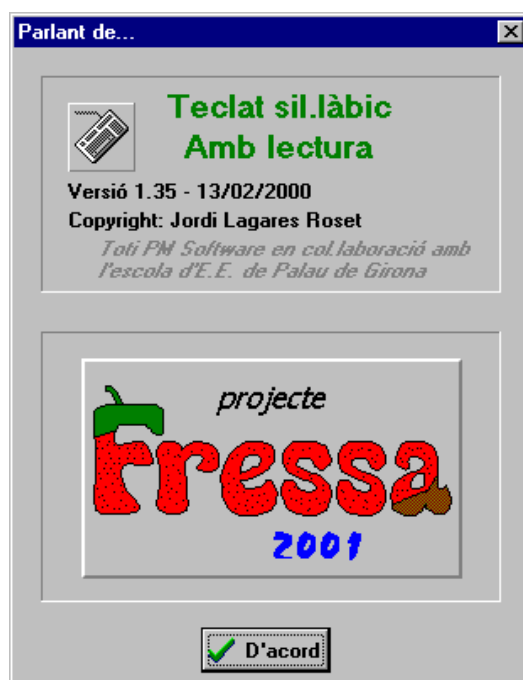 Parlant de...
Teclat sil.làbic
Amb lectura
Versió 1.35 - 13/02/2000
Copyright: Jordi Lagares Roset
Toti PM Software en col.laboració amb
l'escola d'E.E. de Palau de Girona
projecte
Fressa
2001
D'acord